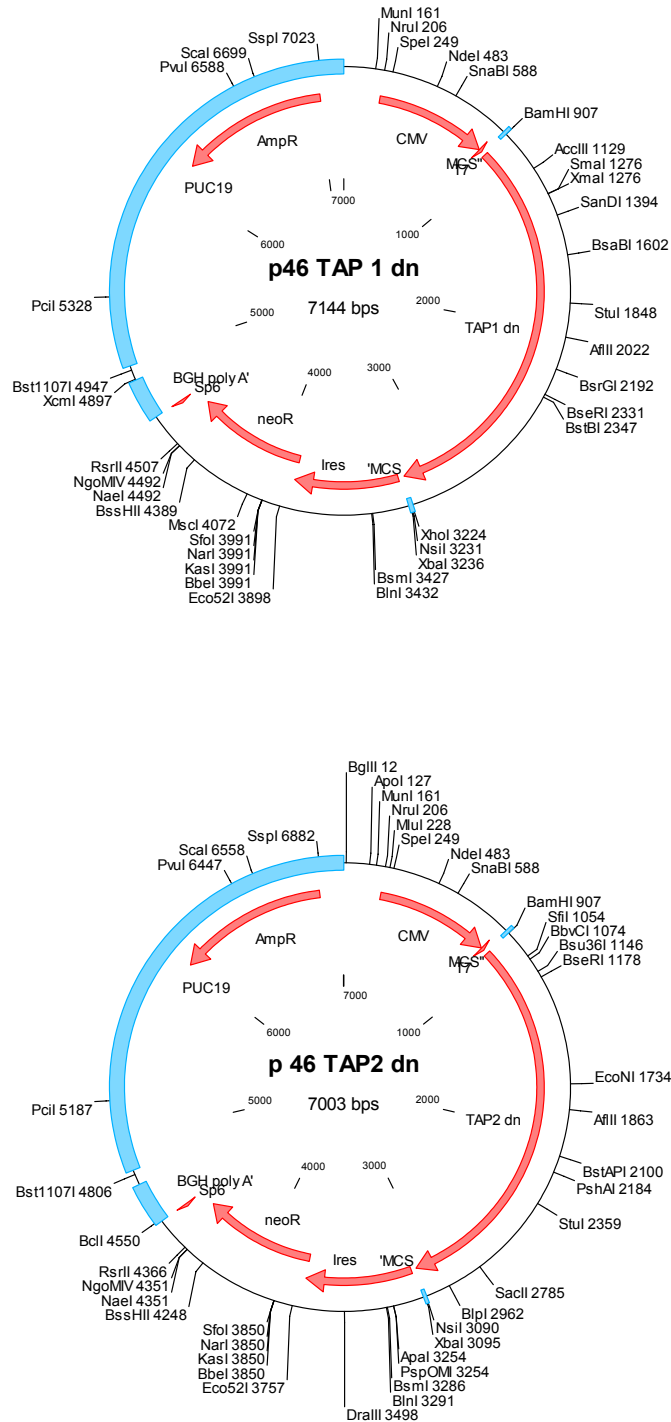 MunI 161
NruI 206
SpeI 249
NdeI 483
SnaBI 588
BamHI 907
AccIII 1129
SmaI 1276
XmaI 1276
SanDI 1394
BsaBI 1602
StuI 1848
AflII 2022
BsrGI 2192
BseRI 2331
BstBI 2347
XhoI 3224
NsiI 3231
XbaI 3236
BsmI 3427
BlnI 3432
Eco52I 3898
BbeI 3991
KasI 3991
NarI 3991
SfoI 3991
MscI 4072
BssHII 4389
NaeI 4492
NgoMIV 4492
RsrII 4507
XcmI 4897
Bst1107I 4947
PciI 5328
PvuI 6588
ScaI 6699
SspI 7023
AmpR
CMV
MCS"
T7
PUC19
7000
1000
6000
p46 TAP 1 dn
7144 bps
2000
TAP1 dn
5000
BGH poly A'
Sp6
4000
3000
neoR
Ires
'MCS
BglII 12
ApoI 127
MunI 161
NruI 206
MluI 228
SpeI 249
NdeI 483
SnaBI 588
BamHI 907
SfiI 1054
BbvCI 1074
Bsu36I 1146
BseRI 1178
EcoNI 1734
AflII 1863
BstAPI 2100
PshAI 2184
StuI 2359
SacII 2785
BlpI 2962
NsiI 3090
XbaI 3095
ApaI 3254
PspOMI 3254
BsmI 3286
BlnI 3291
DraIII 3498
Eco52I 3757
BbeI 3850
KasI 3850
NarI 3850
SfoI 3850
BssHII 4248
NaeI 4351
NgoMIV 4351
RsrII 4366
BclI 4550
Bst1107I 4806
PciI 5187
PvuI 6447
ScaI 6558
SspI 6882
AmpR
CMV
MCS"
T7
PUC19
7000
1000
6000
p 46 TAP2 dn
7003 bps
2000
TAP2 dn
5000
BGH poly A'
Sp6
4000
3000
neoR
Ires
'MCS